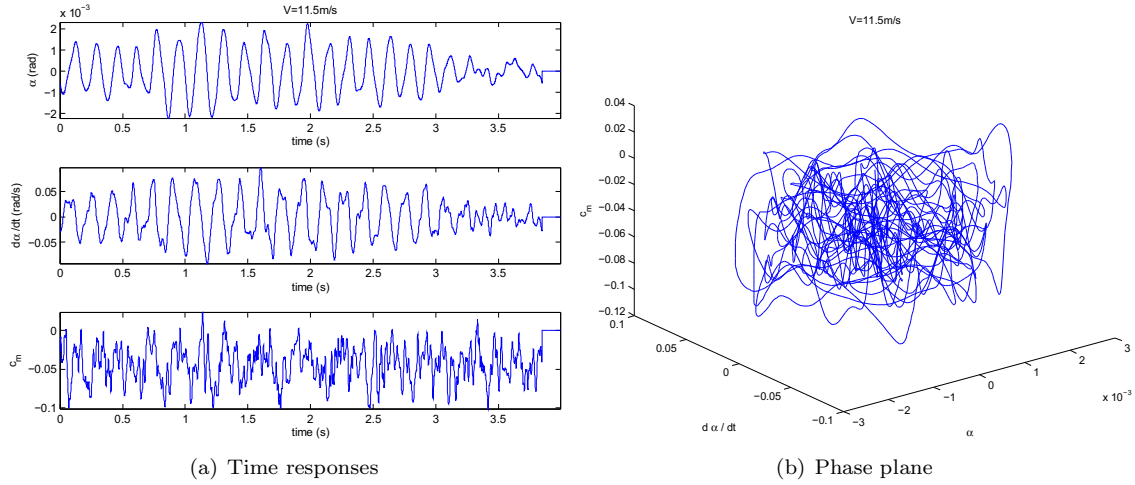 x 10⁻³
V=11.5m/s
2
1
0
−1
−2
α (rad)
0 0.5 1 1.5 2 2.5 3 3.5
time (s)
0.05
0
−0.05
dα/dt (rad/s)
0 0.5 1 1.5 2 2.5 3 3.5
time (s)
0
−0.05
−0.1
c_m
0 0.5 1 1.5 2 2.5 3 3.5
time (s)
(a) Time responses
V=11.5m/s
0.04
0.02
0
−0.02
−0.04
−0.06
−0.08
−0.1
−0.12
c_m
0.1
0.05
0
−0.05
−0.1
d α / dt
−3 −2 −1 0 1 2 3
x 10⁻³
α
(b) Phase plane